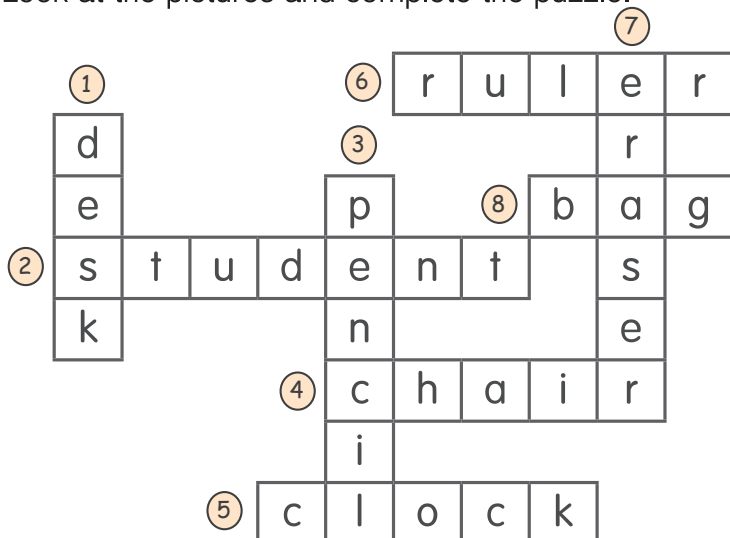 Look at the pictures and complete the puzzle.
7
1 6 r u l e r
d 3 r
e p 8 b a g
2 s t u d e n t s
k n e
4 c h a i r
i
5 c l o c k